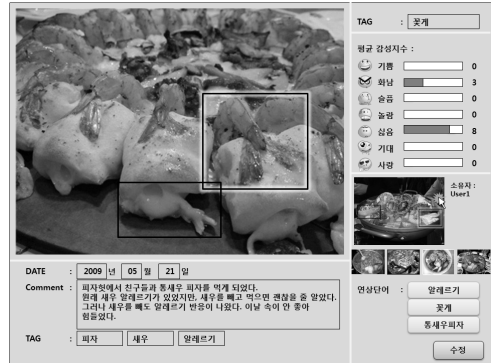 TAG : 꽃게
평균 감성지수 :
기쁨 0
화남 3
슬픔 0
놀람 0
싫음 8
기대 0
사랑 0
소유자 :
User1
DATE : 2009 년 05 월 21 일
Comment : 피자헛에서 친구들과 통새우 피자를 먹게 되었다.
원래 새우 알레르기가 있었지만, 새우를 빼고 먹으면 괜찮을 줄 알았다.
그러나 새우를 빼도 알레르기 반응이 나왔다. 이날 속이 안 좋아
힘들었다.
TAG : 피자 새우 알레르기
연상단어 : 알레르기
꽃게
통새우피자
수정